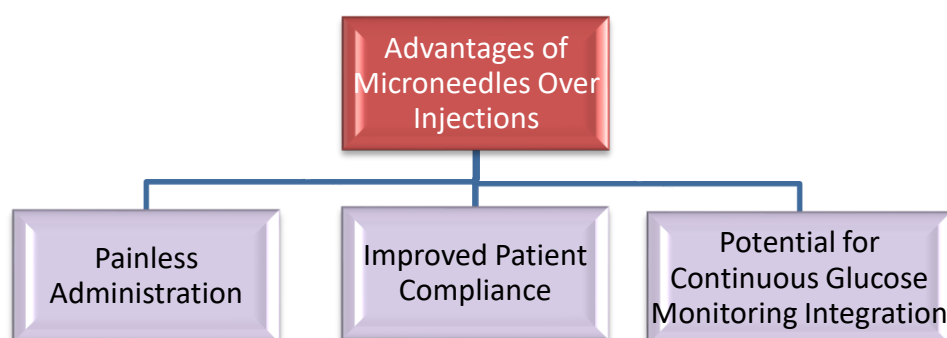 Advantages of
Microneedles Over
Injections
Painless
Administration
Improved Patient
Compliance
Potential for
Continuous Glucose
Monitoring Integration